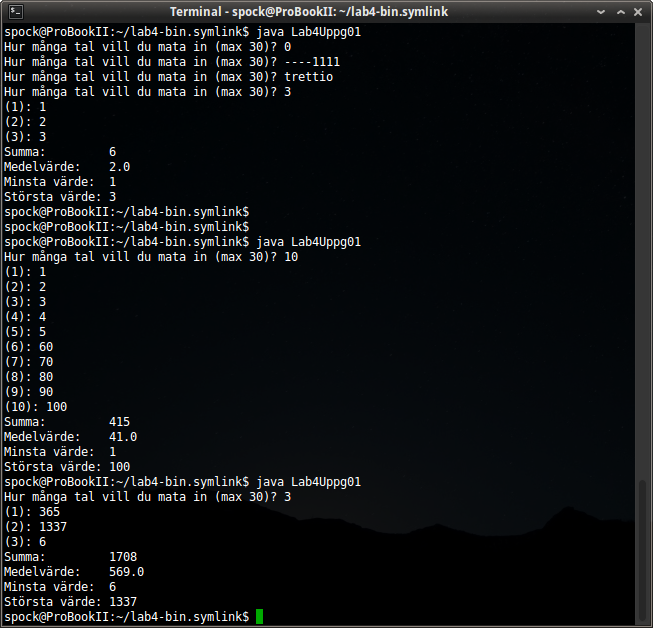 Terminal - spock@ProBookII: ~/lab4-bin.symlink
spock@ProBookII:~/lab4-bin.symlink$ java Lab4Uppg01
Hur många tal vill du mata in (max 30)? 0
Hur många tal vill du mata in (max 30)? ----1111
Hur många tal vill du mata in (max 30)? trettio
Hur många tal vill du mata in (max 30)? 3
(1): 1
(2): 2
(3): 3
Summa:         6
Medelvärde:    2.0
Minsta värde:  1
Största värde: 3
spock@ProBookII:~/lab4-bin.symlink$
spock@ProBookII:~/lab4-bin.symlink$
spock@ProBookII:~/lab4-bin.symlink$ java Lab4Uppg01
Hur många tal vill du mata in (max 30)? 10
(1): 1
(2): 2
(3): 3
(4): 4
(5): 5
(6): 60
(7): 70
(8): 80
(9): 90
(10): 100
Summa:         415
Medelvärde:    41.0
Minsta värde:  1
Största värde: 100
spock@ProBookII:~/lab4-bin.symlink$ java Lab4Uppg01
Hur många tal vill du mata in (max 30)? 3
(1): 365
(2): 1337
(3): 6
Summa:         1708
Medelvärde:    569.0
Minsta värde:  6
Största värde: 1337
spock@ProBookII:~/lab4-bin.symlink$